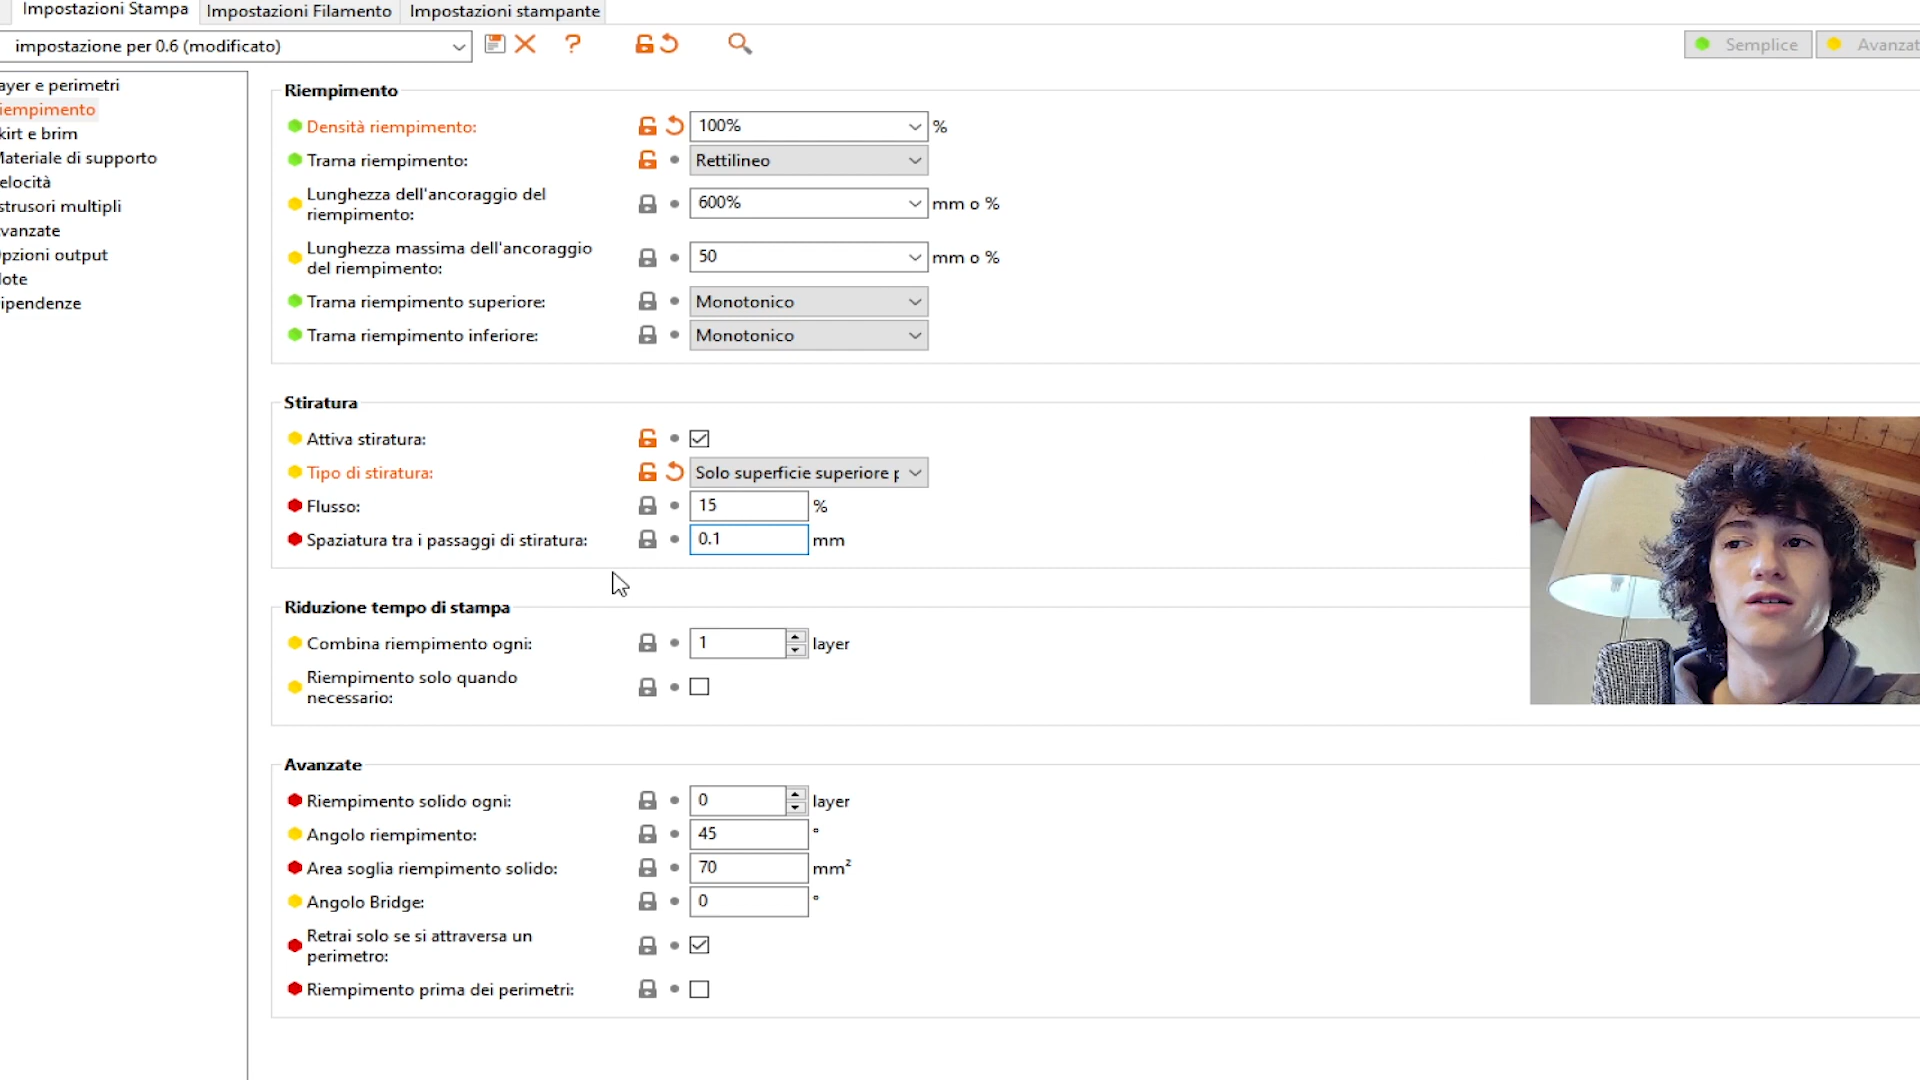 Impostazioni Stampa
Impostazioni Filamento
Impostazioni stampante
impostazione per 0.6 (modificato)
?
Semplice
Avanzat
ayer e perimetri
iempimento
kirt e brim
Materiale di supporto
elocità
strusori multipli
vanzate
pzioni output
lote
ipendenze
Riempimento
Densità riempimento:
100%
%
Trama riempimento:
Rettilineo
Lunghezza dell'ancoraggio del
riempimento:
600%
mm o %
Lunghezza massima dell'ancoraggio
del riempimento:
50
mm o %
Trama riempimento superiore:
Monotonico
Trama riempimento inferiore:
Monotonico
Stiratura
Attiva stiratura:
Tipo di stiratura:
Solo superficie superiore p
Flusso:
15
%
Spaziatura tra i passaggi di stiratura:
0.1
mm
Riduzione tempo di stampa
Combina riempimento ogni:
1
layer
Riempimento solo quando
necessario:
Avanzate
Riempimento solido ogni:
0
layer
Angolo riempimento:
45
°
Area soglia riempimento solido:
70
mm²
Angolo Bridge:
0
°
Retrai solo se si attraversa un
perimetro:
Riempimento prima dei perimetri: